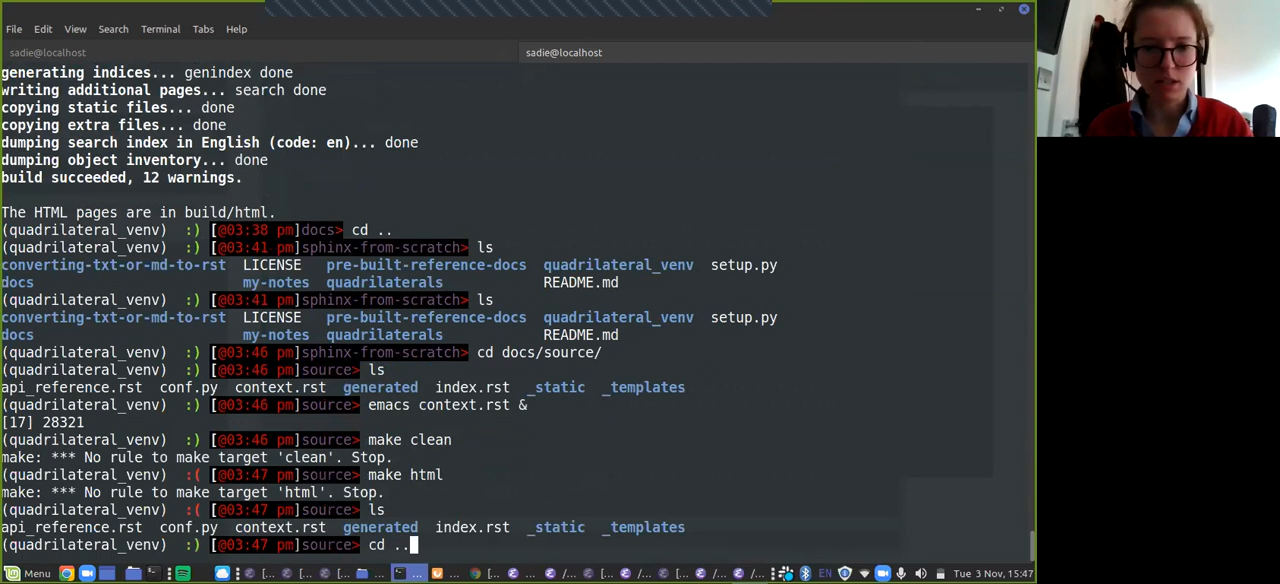 File Edit View Search Terminal Tabs Help
sadie@localhost sadie@localhost
generating indices... genindex done
writing additional pages... search done
copying static files... done
copying extra files... done
dumping search index in English (code: en)... done
dumping object inventory... done
build succeeded, 12 warnings.
The HTML pages are in build/html.
(quadrilateral_venv) :) [@03:38 pm]docs> cd ..
(quadrilateral_venv) :) [@03:41 pm]sphinx-from-scratch> ls
converting-txt-or-md-to-rst LICENSE pre-built-reference-docs quadrilateral_venv setup.py
docs my-notes quadrilaterals README.md
(quadrilateral_venv) :) [@03:41 pm]sphinx-from-scratch> ls
converting-txt-or-md-to-rst LICENSE pre-built-reference-docs quadrilateral_venv setup.py
docs my-notes quadrilaterals README.md
(quadrilateral_venv) :) [@03:46 pm]sphinx-from-scratch> cd docs/source/
(quadrilateral_venv) :) [@03:46 pm]source> ls
api_reference.rst conf.py context.rst generated index.rst _static _templates
(quadrilateral_venv) :) [@03:46 pm]source> emacs context.rst &
[17] 28321
(quadrilateral_venv) :) [@03:46 pm]source> make clean
make: *** No rule to make target 'clean'. Stop.
(quadrilateral_venv) :( [@03:47 pm]source> make html
make: *** No rule to make target 'html'. Stop.
(quadrilateral_venv) :( [@03:47 pm]source> ls
api_reference.rst conf.py context.rst generated index.rst _static _templates
(quadrilateral_venv) :) [@03:47 pm]source> cd ..
Menu [... [... [... ... ... ... [... /... /... [... /... /... /... /... EN Tue 3 Nov, 15:47